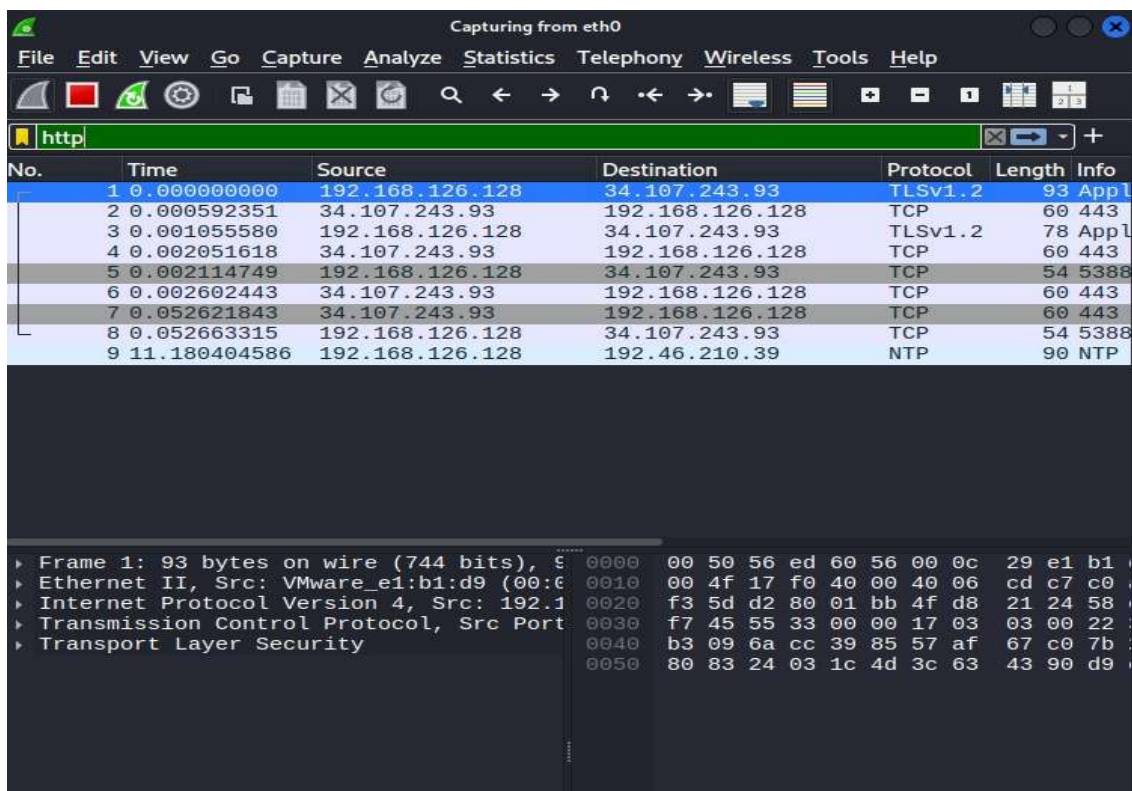 Capturing from eth0
File Edit View Go Capture Analyze Statistics Telephony Wireless Tools Help
http
No. Time Source Destination Protocol Length Info
1 0.000000000 192.168.126.128 34.107.243.93 TLSv1.2 93 Appl
2 0.000592351 34.107.243.93 192.168.126.128 TCP 60 443
3 0.001055580 192.168.126.128 34.107.243.93 TLSv1.2 78 Appl
4 0.002051618 34.107.243.93 192.168.126.128 TCP 60 443
5 0.002114749 192.168.126.128 34.107.243.93 TCP 54 5388
6 0.002602443 34.107.243.93 192.168.126.128 TCP 60 443
7 0.052621843 34.107.243.93 192.168.126.128 TCP 60 443
8 0.052663315 192.168.126.128 34.107.243.93 TCP 54 5388
9 11.180404586 192.168.126.128 192.46.210.39 NTP 90 NTP
Frame 1: 93 bytes on wire (744 bits), 9
Ethernet II, Src: VMware_e1:b1:d9 (00:0
Internet Protocol Version 4, Src: 192.1
Transmission Control Protocol, Src Port
Transport Layer Security
0000 00 50 56 ed 60 56 00 0c 29 e1 b1
0010 00 4f 17 f0 40 00 40 06 cd c7 c0
0020 f3 5d d2 80 01 bb 4f d8 21 24 58
0030 f7 45 55 33 00 00 17 03 03 00 22
0040 b3 09 6a cc 39 85 57 af 67 c0 7b
0050 80 83 24 03 1c 4d 3c 63 43 90 d9